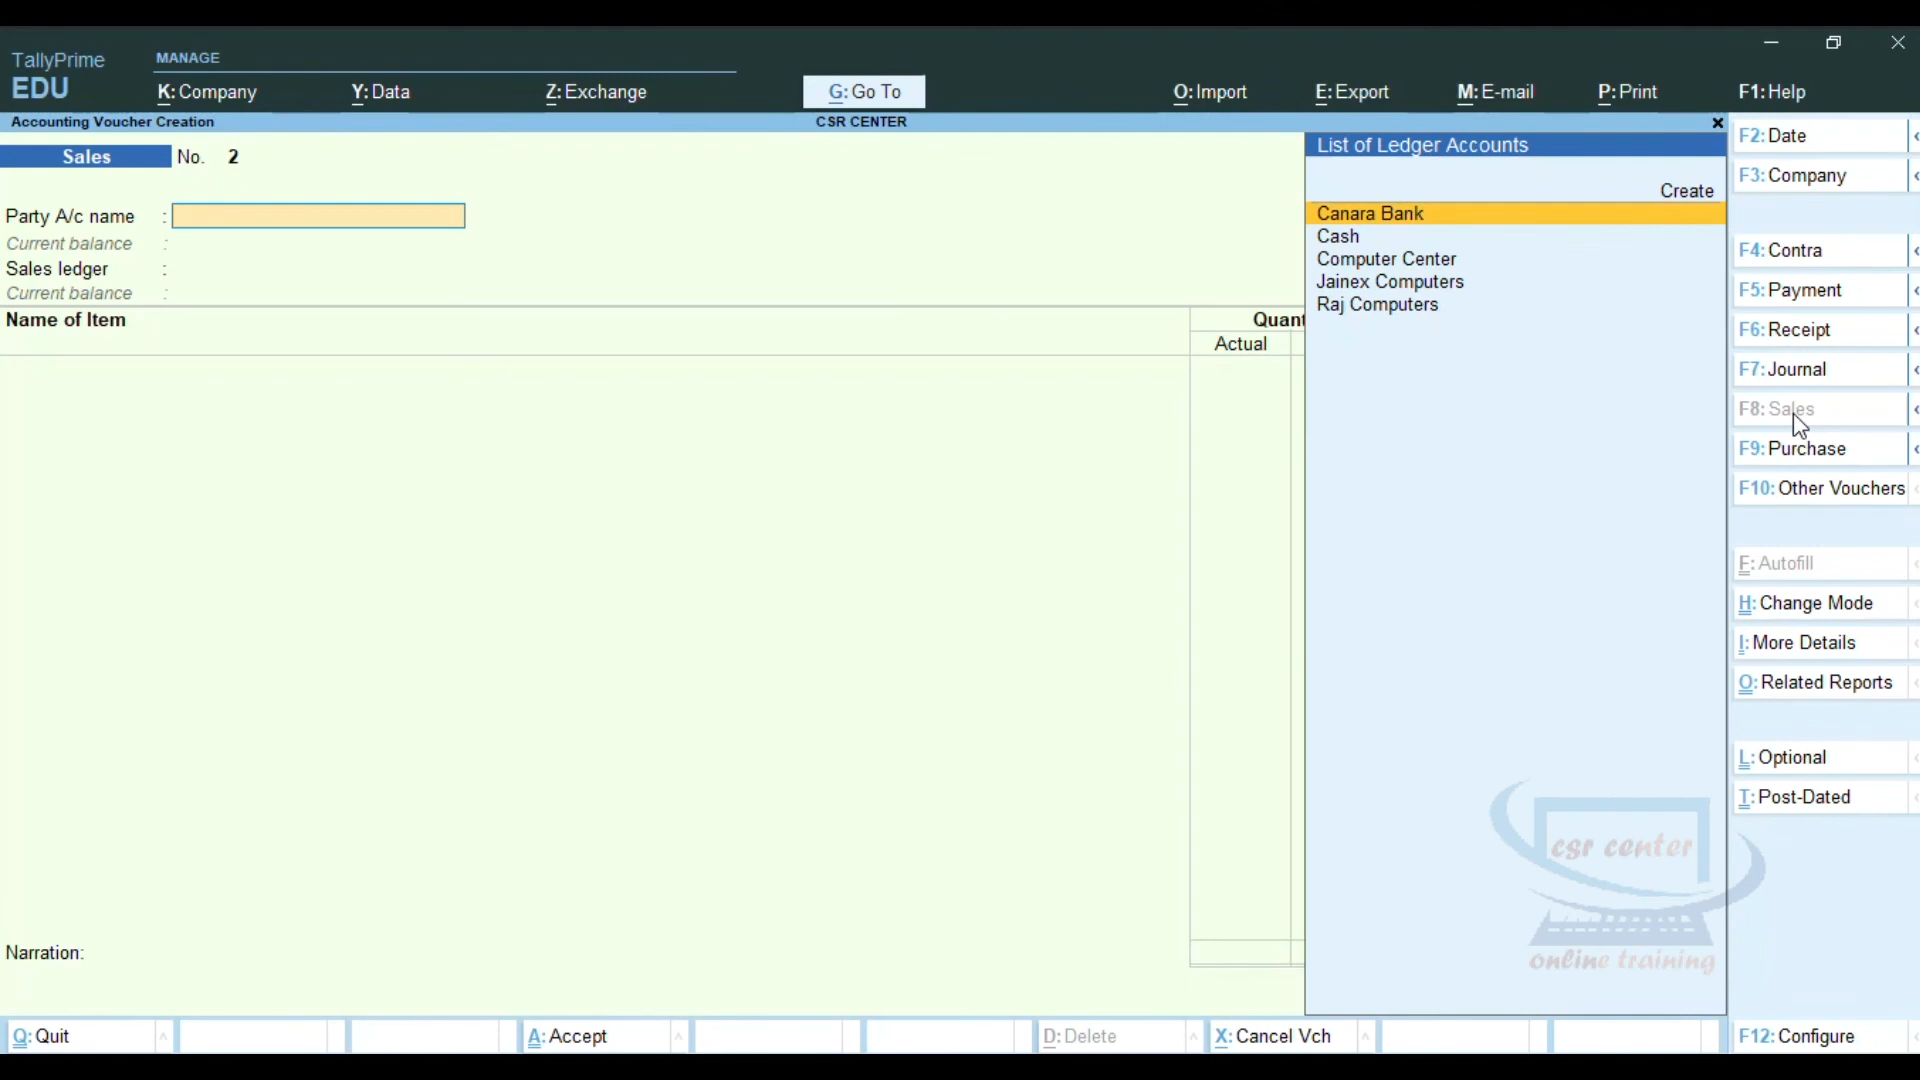 TallyPrime
EDU
MANAGE
K: Company
Y: Data
Z: Exchange
G: Go To
O: Import
E: Export
M: E-mail
P: Print
F1: Help
Accounting Voucher Creation
CSR CENTER
Sales No. 2
Party A/c name :
Current balance :
Sales ledger :
Current balance :
Name of Item
Quant
Actual
Narration:
List of Ledger Accounts
Create
Canara Bank
Cash
Computer Center
Jainex Computers
Raj Computers
F2: Date
F3: Company
F4: Contra
F5: Payment
F6: Receipt
F7: Journal
F8: Sales
F9: Purchase
F10: Other Vouchers
F: Autofill
H: Change Mode
I: More Details
O: Related Reports
L: Optional
T: Post-Dated
csr center
online training
Q: Quit
A: Accept
D: Delete
X: Cancel Vch
F12: Configure